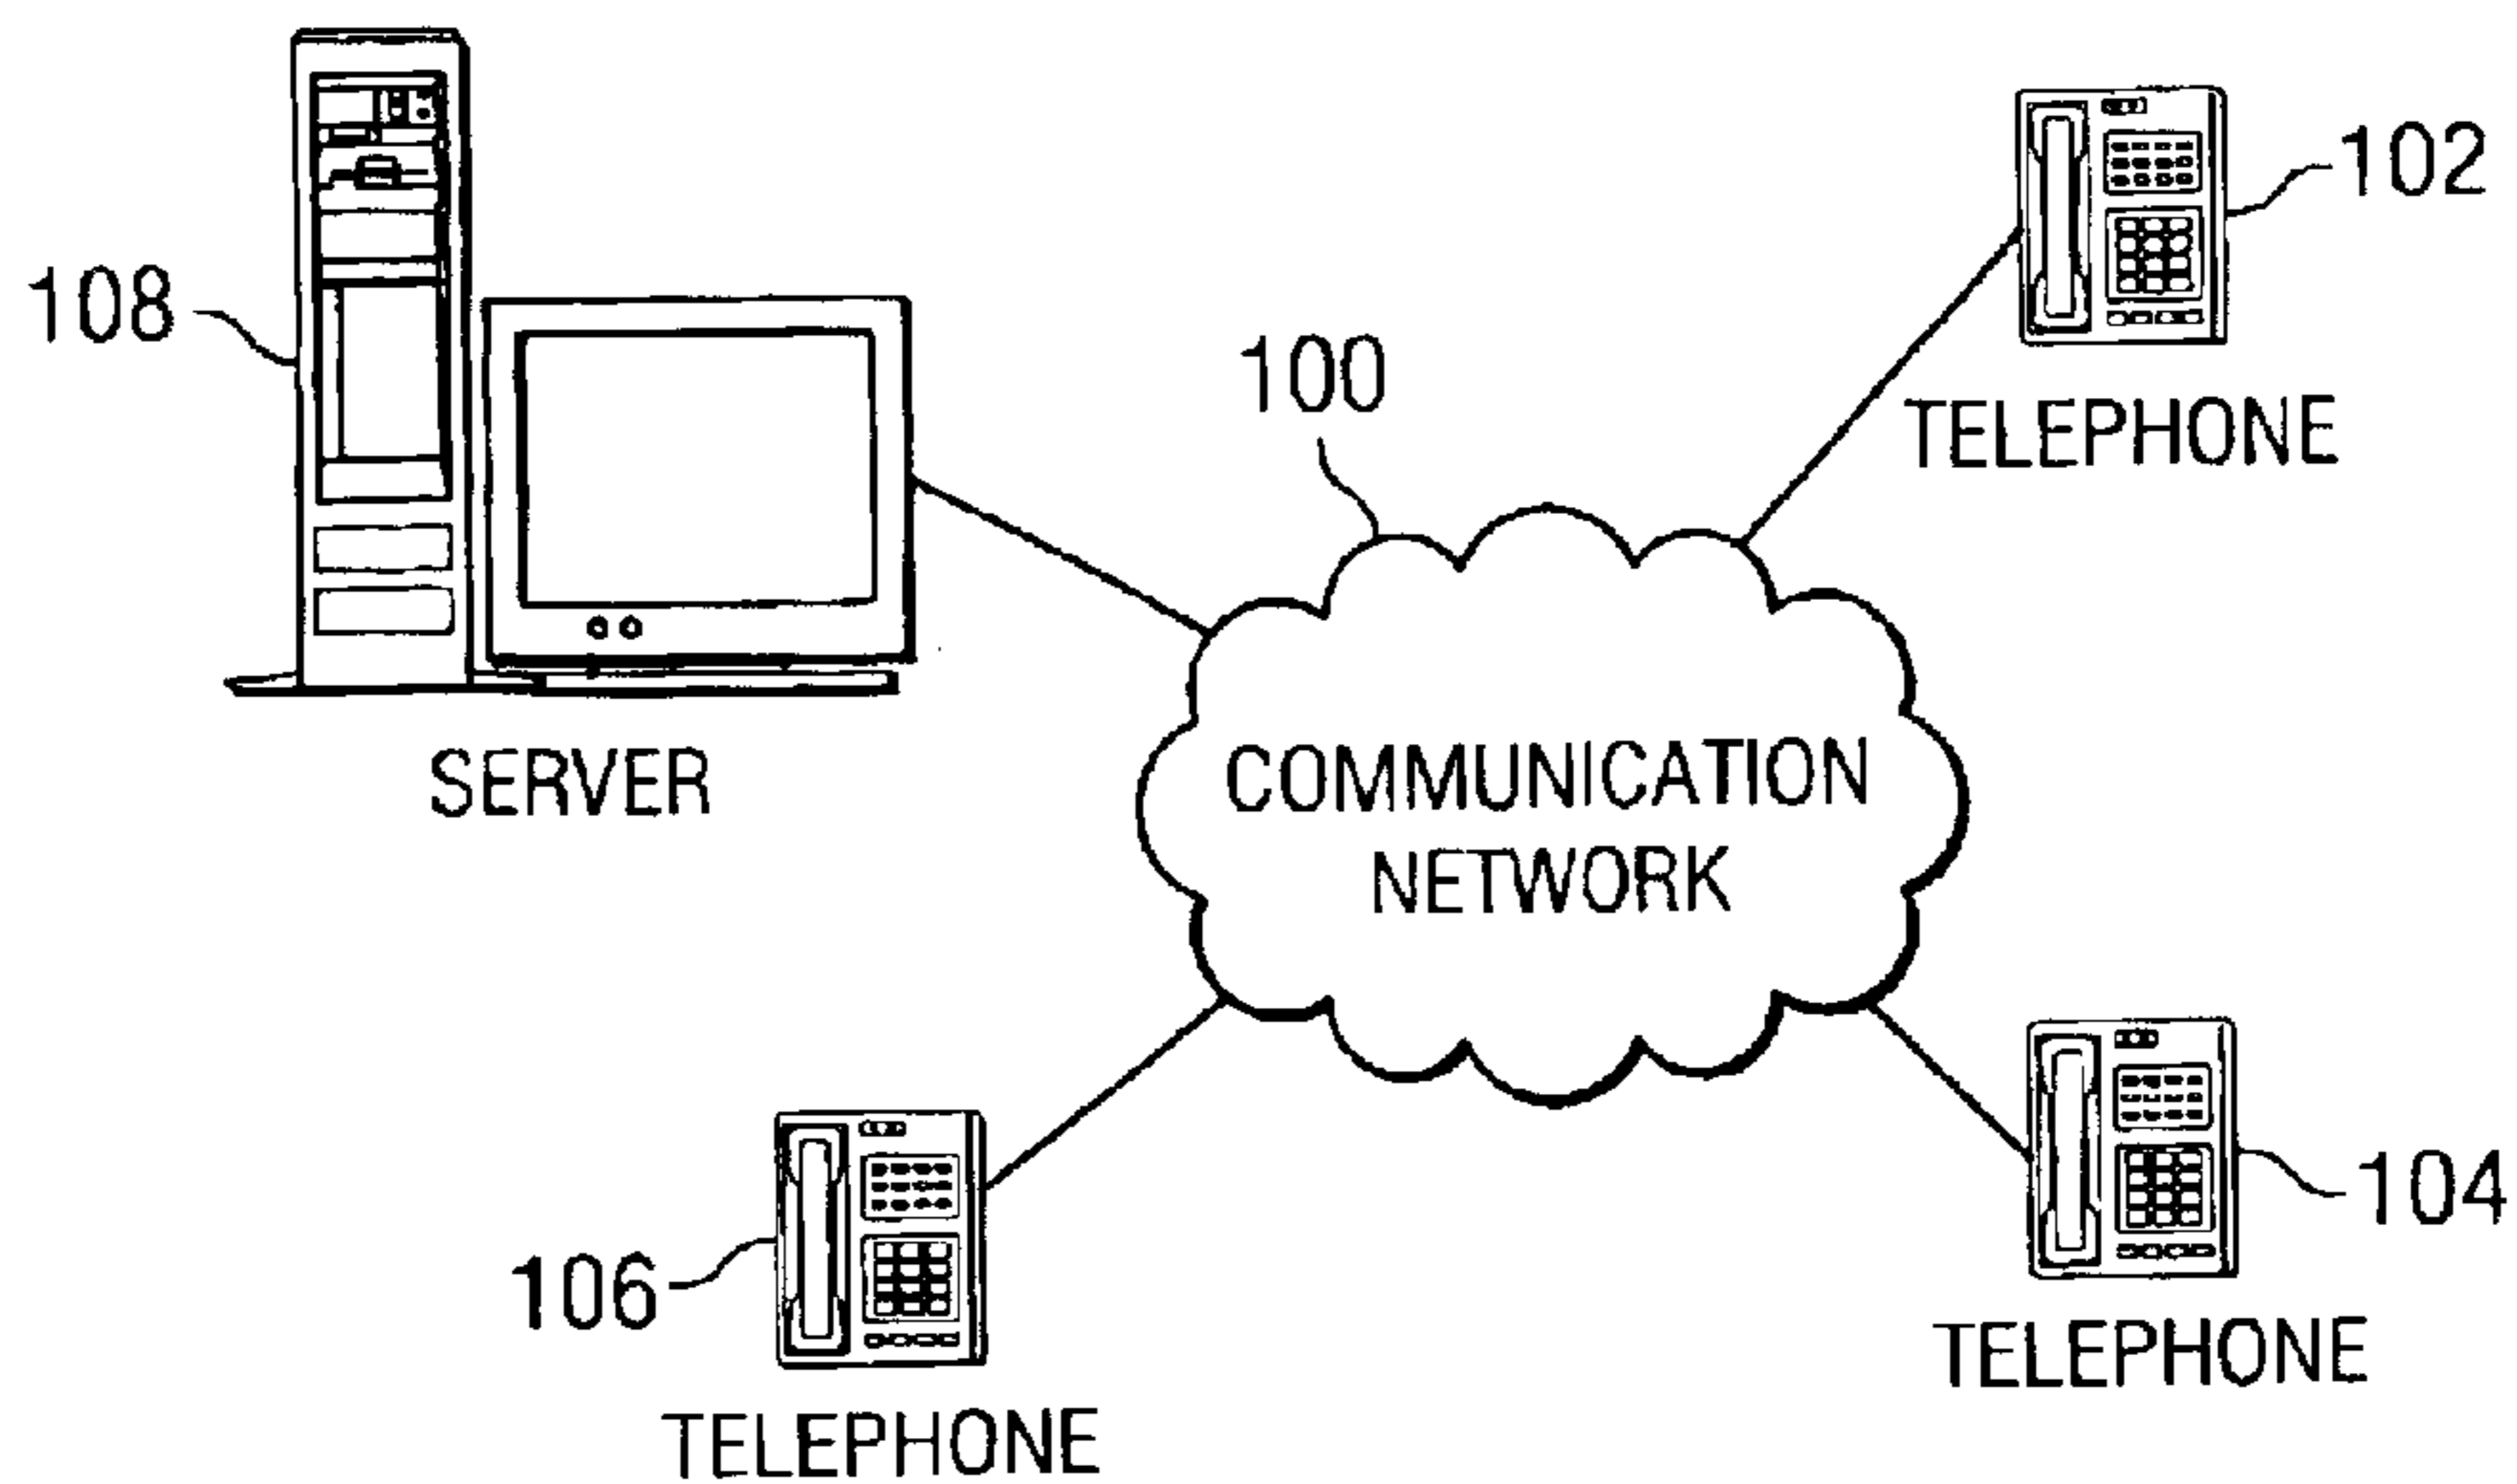 102
108
100
TELEPHONE
SERVER
COMMUNICATION
NETWORK
104
106
TELEPHONE
TELEPHONE